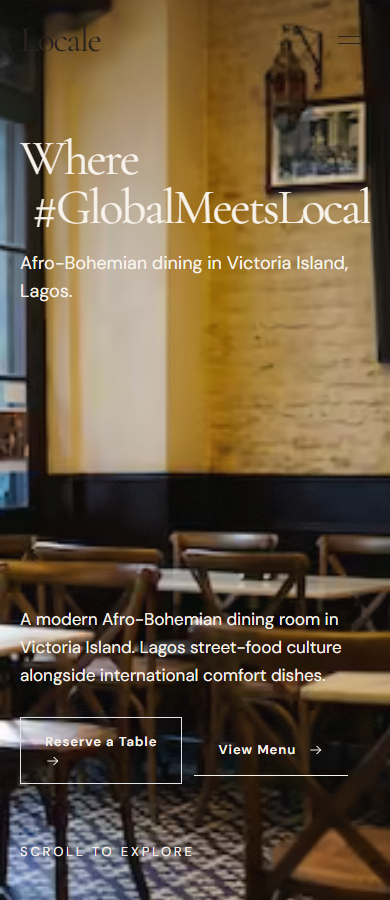 Locale
Where
#GlobalMeetsLocal
Afro-Bohemian dining in Victoria Island,
Lagos.
A modern Afro-Bohemian dining room in
Victoria Island. Lagos street-food culture
alongside international comfort dishes.
Reserve a Table
→
View Menu →
SCROLL TO EXPLORE